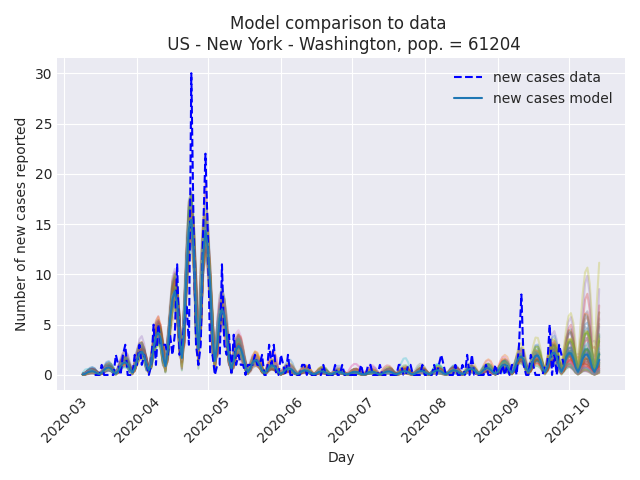 Model comparison to data
US - New York - Washington, pop. = 61204
new cases data
new cases model
Number of new cases reported
30
25
20
15
10
5
0
2020-03
2020-04
2020-05
2020-06
2020-07
2020-08
2020-09
2020-10
Day